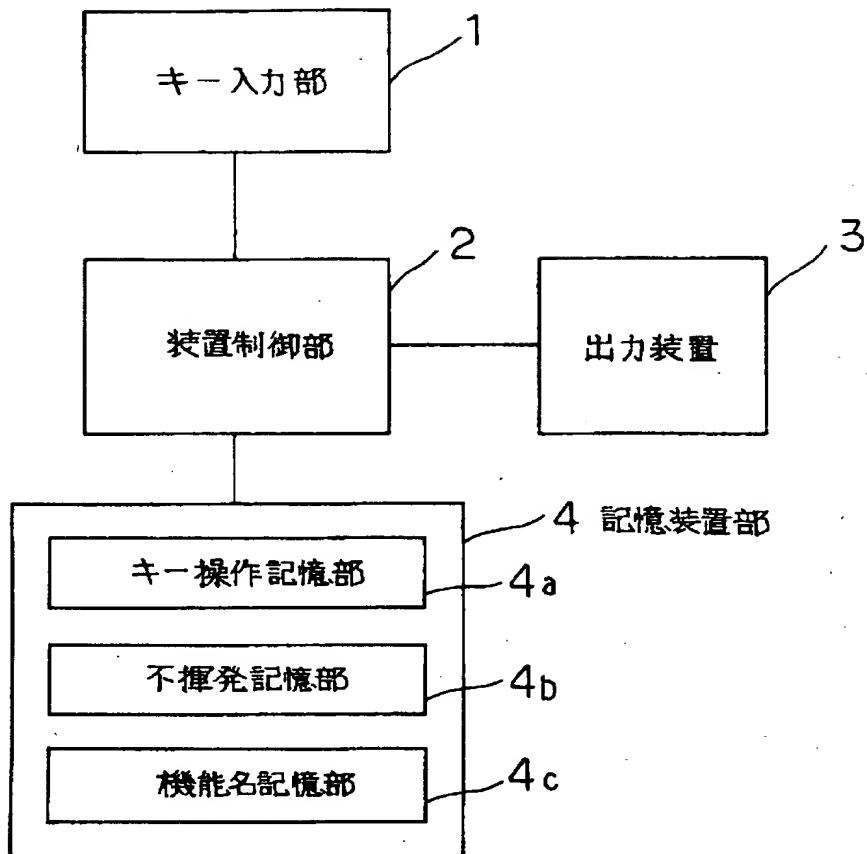 1
キー入力部
2
3
装置制御部
出力装置
4 記憶装置部
キー操作記憶部
4a
不揮発記憶部
4b
機能名記憶部
4c